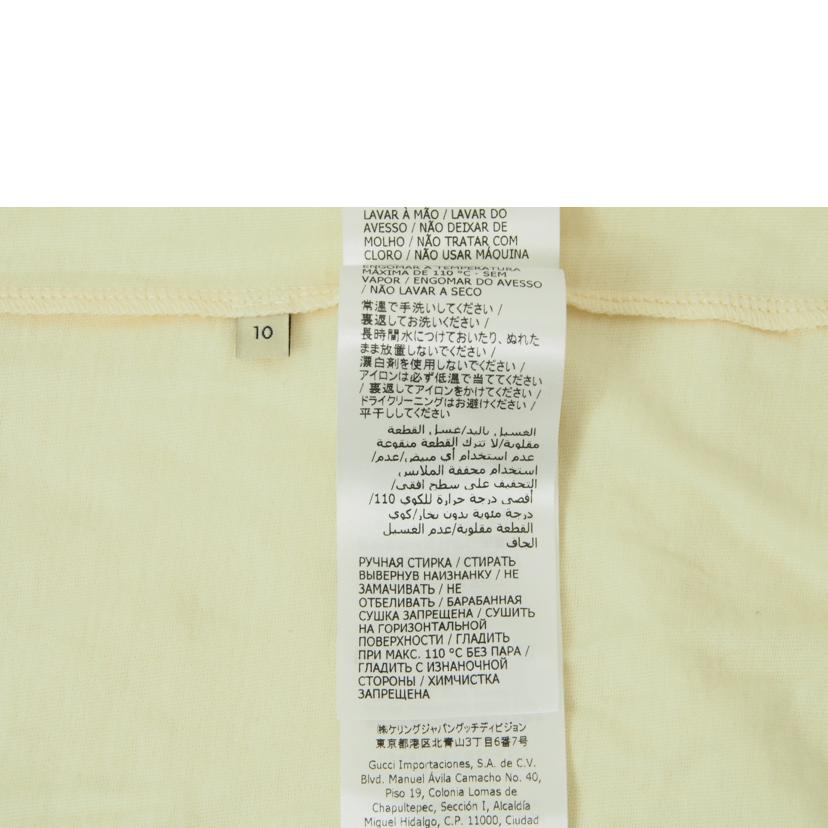 LAVAR À MÃO / LAVAR DO
AVESSO / NÃO DEIXAR DE
MOLHO / NÃO TRATAR COM
CLORO / NÃO USAR MÁQUINA
ENGOMAR A TEMPERATURA
MÁXIMA DE 110 °C - SEM
VAPOR / ENGOMAR DO AVESSO
/ NÃO LAVAR A SECO
常温で手洗いしてください /
裏返してお洗いください /
長時間水につけておいたり、ぬれた
まま放置しないでください /
漂白剤を使用しないでください /
アイロンは必ず低温で当ててください
/ 裏返してアイロンをかけてください /
ドライクリーニングはお避けください /
平干ししてください
الغسيل باليد/غسل القطعة
مقلوبة/لا تترك القطعة منقوعة
عدم استخدام أي مبيض/عدم/
استخدام مجففة الملابس
التجفيف على سطح افقي/
أقصى درجة حرارة للكوي 110/
درجة مئوية بدون بخار/كوي
القطعة مقلوبة/عدم الغسيل
الجاف
РУЧНАЯ СТИРКА / СТИРАТЬ
ВЫВЕРНУВ НАИЗНАНКУ / НЕ
ЗАМАЧИВАТЬ / НЕ
ОТБЕЛИВАТЬ / БАРАБАННАЯ
СУШКА ЗАПРЕЩЕНА / СУШИТЬ
НА ГОРИЗОНТАЛЬНОЙ
ПОВЕРХНОСТИ / ГЛАДИТЬ
ПРИ МАКС. 110 °C БЕЗ ПАРА /
ГЛАДИТЬ С ИЗНАНОЧНОЙ
СТОРОНЫ / ХИМЧИСТКА
ЗАПРЕЩЕНА
㈱ケリングジャパングッチディビジョン
東京都港区北青山3丁目6番7号
Gucci Importaciones, S.A. de C.V.
Blvd. Manuel Ávila Camacho No. 40,
Piso 19, Colonia Lomas de
Chapultepec, Sección I, Alcaldía
Miguel Hidalgo, C.P. 11000, Ciudad
10